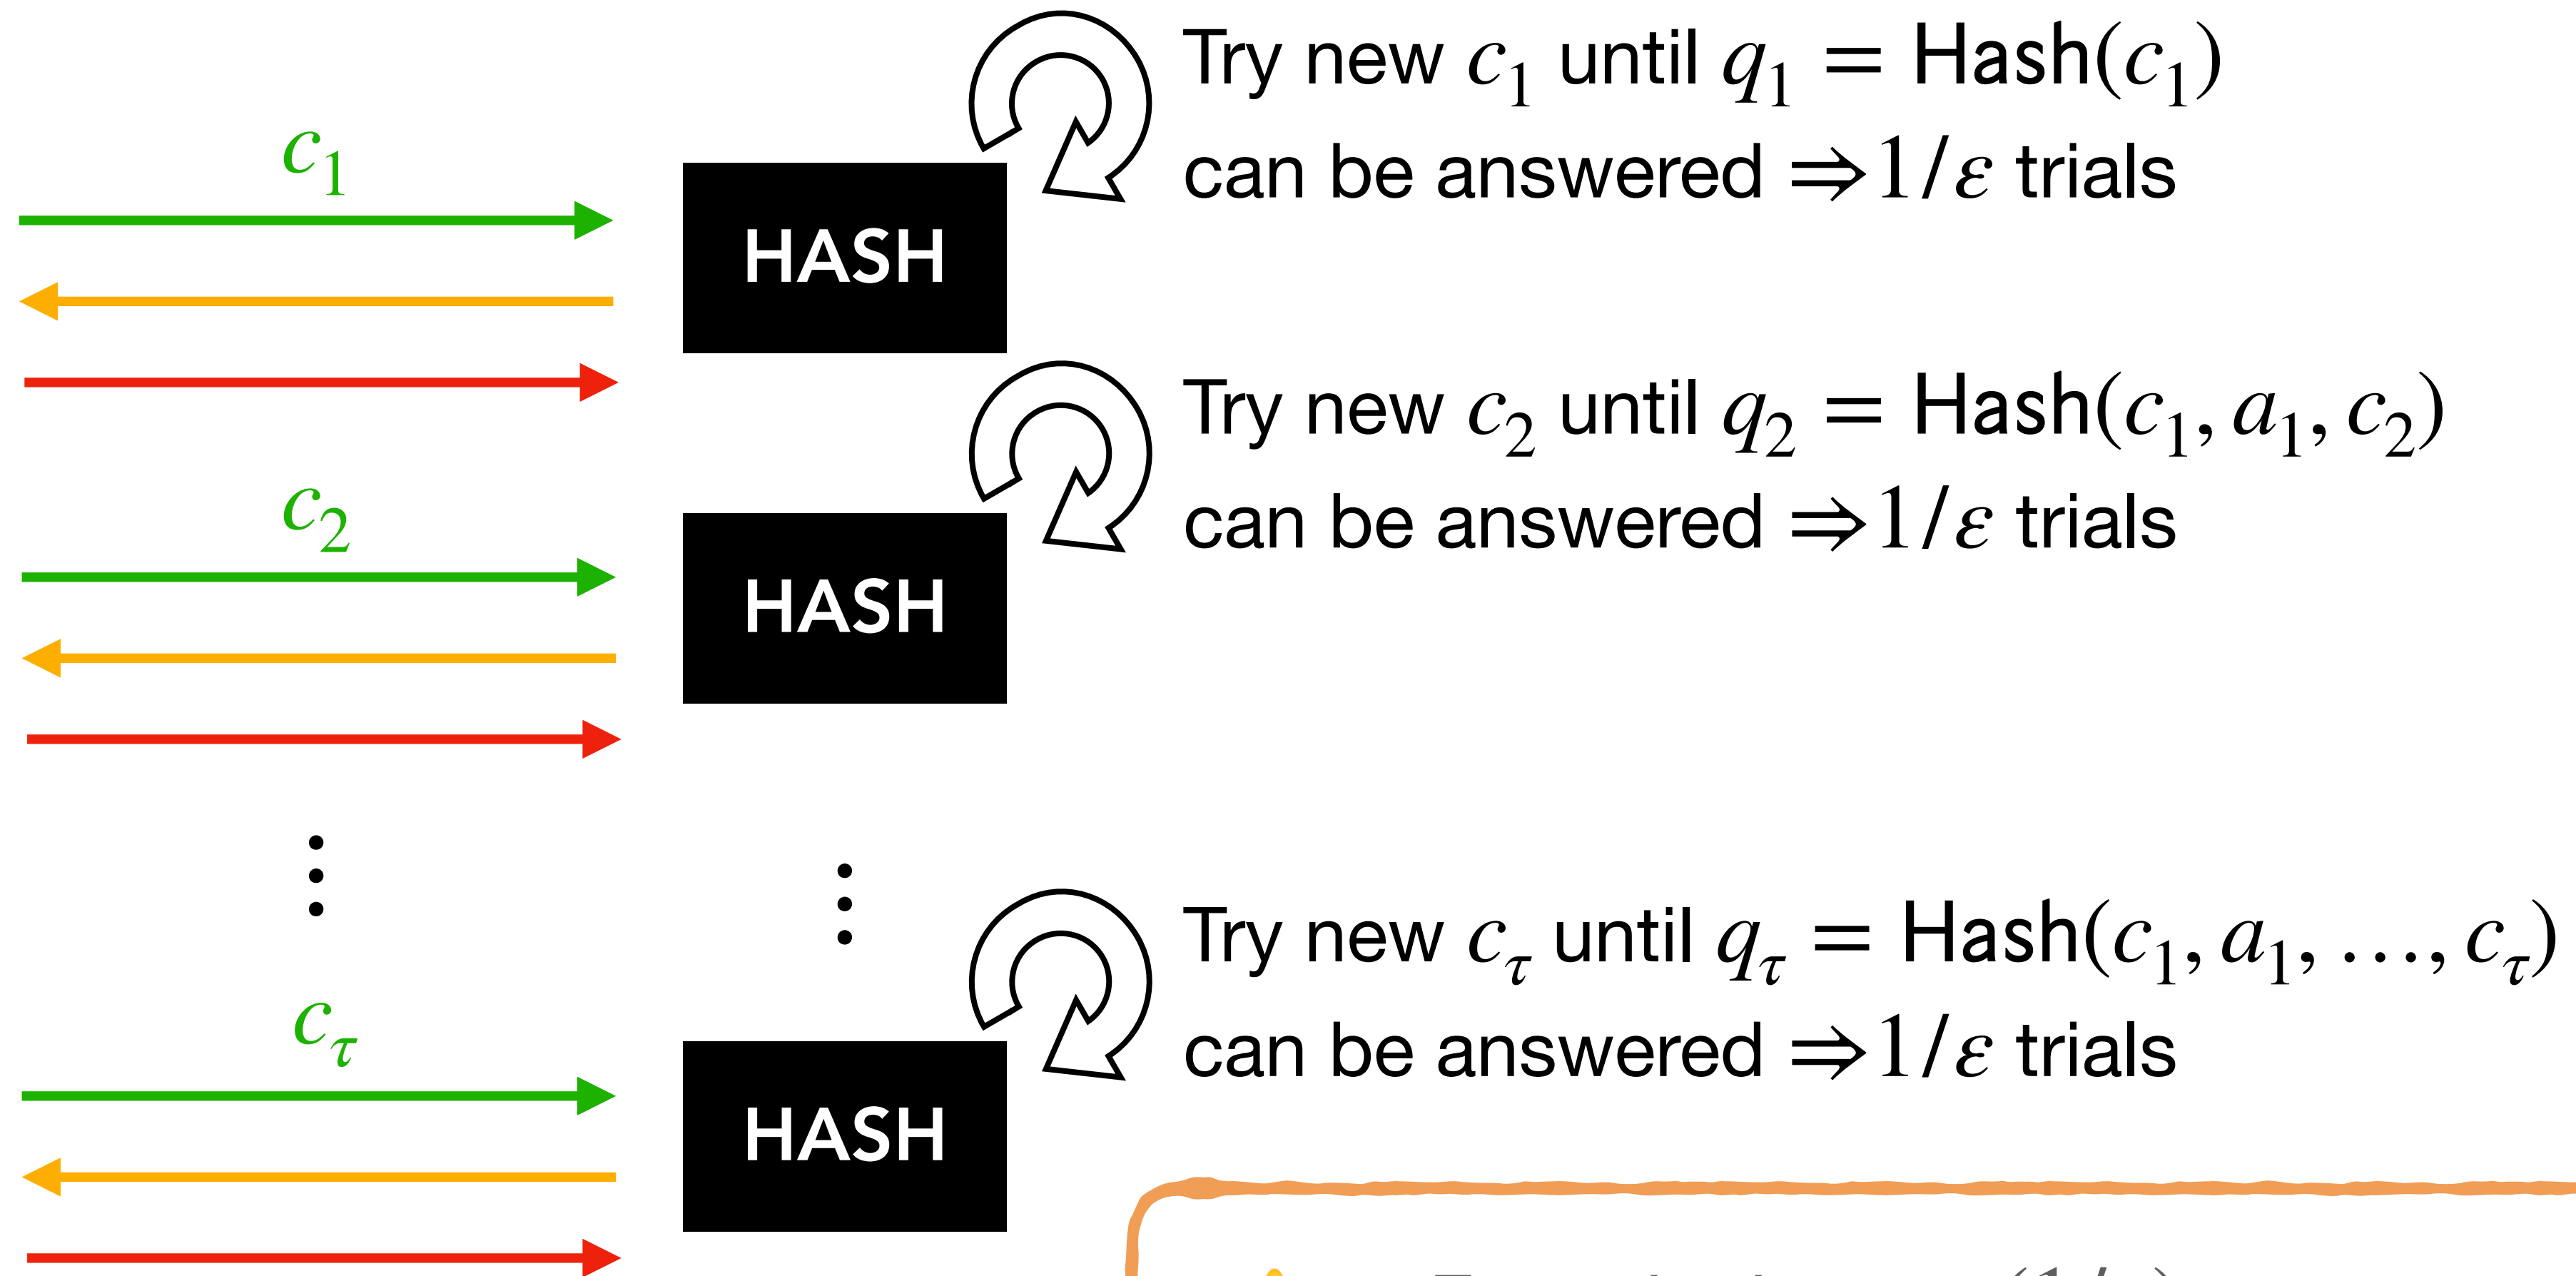 Try new c₁ until q₁ = Hash(c₁)
can be answered ⇒1/ε trials
c₁
HASH
Try new c₂ until q₂ = Hash(c₁, a₁, c₂)
can be answered ⇒1/ε trials
c₂
HASH
⋮
⋮
Try new c_τ until q_τ = Hash(c₁, a₁, …, c_τ)
can be answered ⇒1/ε trials
c_τ
HASH